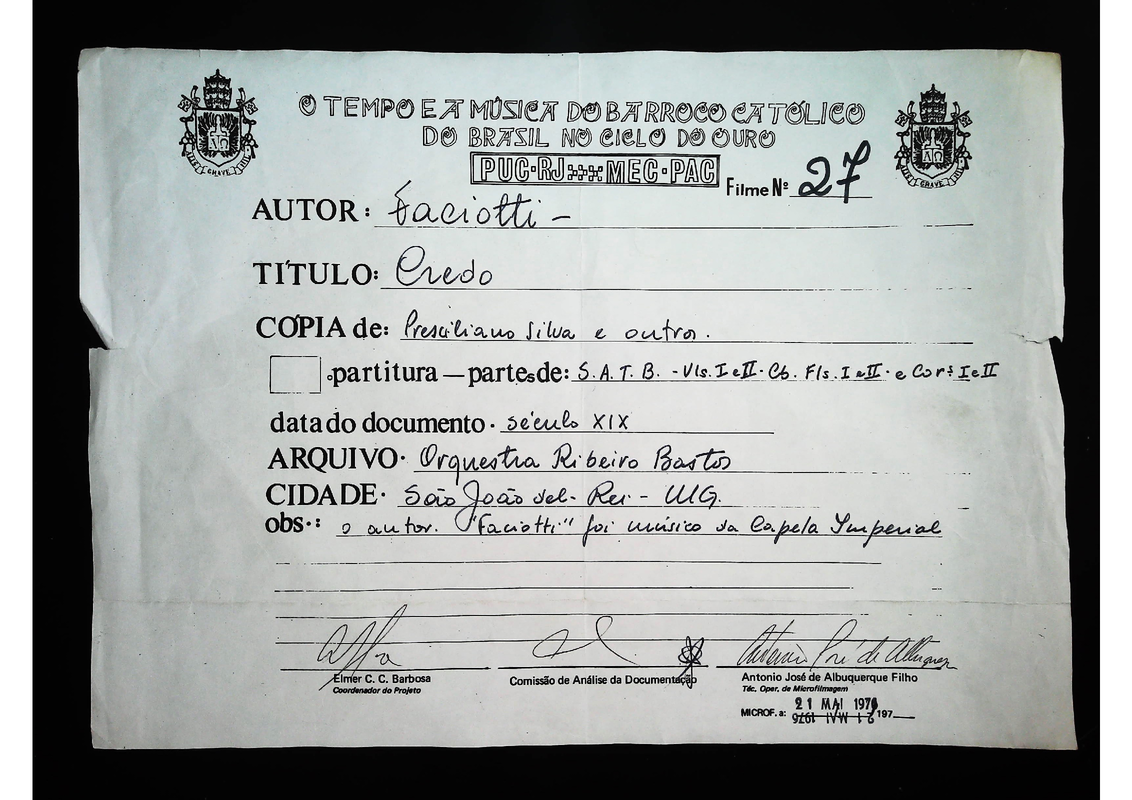 O TEMPO E A MÚSICA DO BARROCO CATÓLICO
DO BRASIL NO CICLO DO OURO
PUC·RJ MEC·PAC
Filme Nº 27
AUTOR: Faciotti -
TÍTULO: Credo
CÓPIA de: Presciliano Silva e outros.
partitura — partes de: S. A. T. B. - Vls. I e II · Cb. Fls. I e II · e Cors I e II
data do documento · século XIX
ARQUIVO · Orquestra Ribeiro Bastos
CIDADE · São João del-Rei - MG.
obs.: o autor. "Faciotti" foi músico da Capela Imperial
Elmer C. C. Barbosa
Coordenador do Projeto
Comissão de Análise da Documentação
Antonio José de Albuquerque Filho
Téc. Oper. de Microfilmagem
MICROF. a: 21 MAI 1976 197